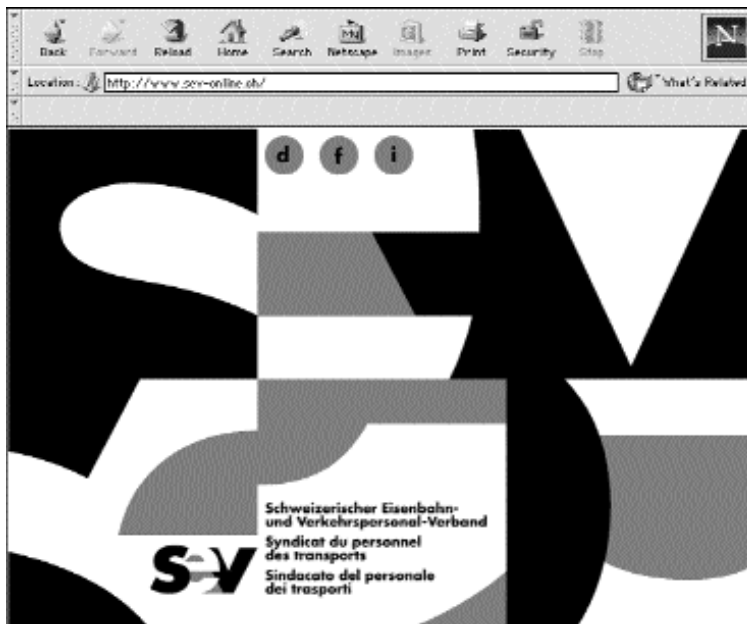 Back Forward Reload Home Search Netscape Images Print Security Stop N
Location: http://www.sev-online.ch/ What's Related
d f i
SEV
Schweizerischer Eisenbahn-
und Verkehrspersonal-Verband
Syndicat du personnel
des transports
Sindacato del personale
dei trasporti
sev